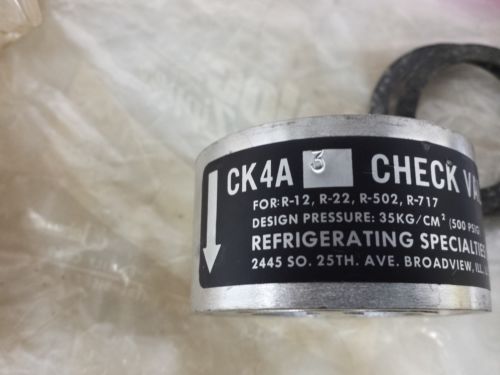 CK4A 3 CHECK
FOR: R-12, R-22, R-502, R-717
DESIGN PRESSURE: 35KG/CM² (500 PSIG)
REFRIGERATING SPECIALTIES
2445 SO. 25TH. AVE. BROADVIEW, ILL.